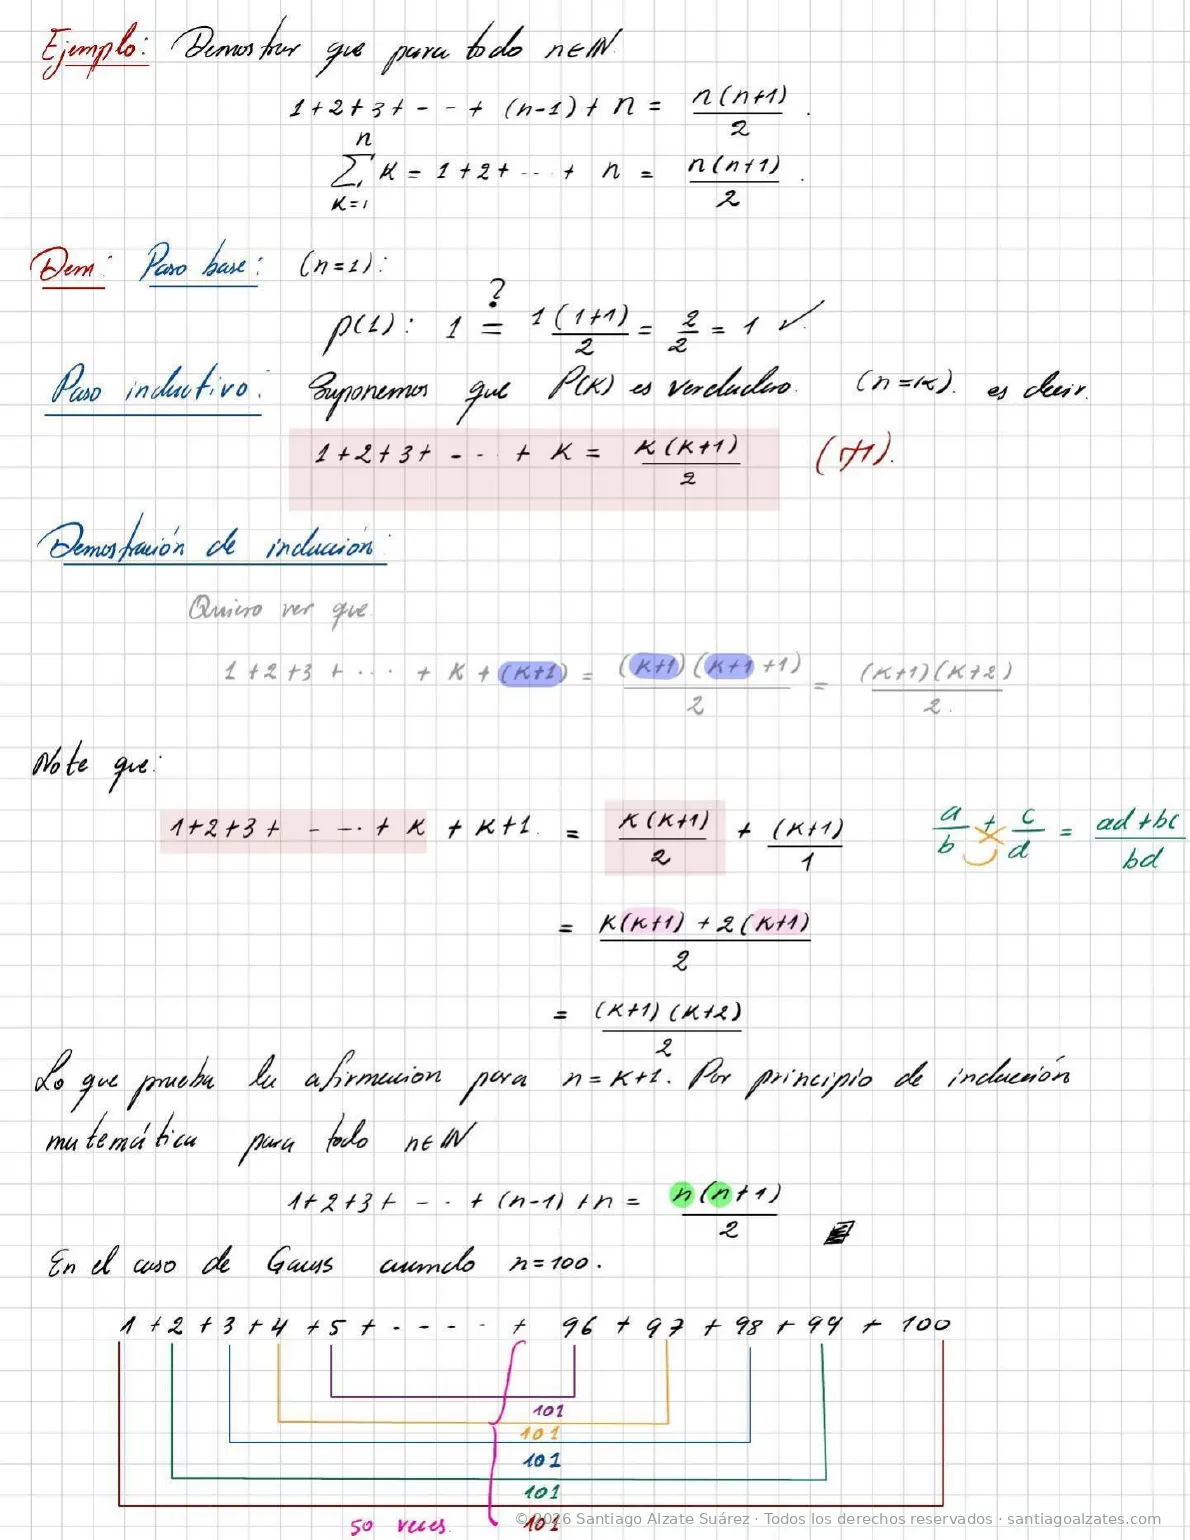 Ejemplo: Demostrar que para todo n∈ℕ
1+2+3+ - - + (n-1)+ n = n(n+1)/2 .
n
∑ K = 1+2+ ··· + n = n(n+1)/2 .
K=1
Dem: Paso base: (n=1):
?
p(1): 1 = 1(1+1)/2 = 2/2 = 1 ✓
Paso inductivo: Suponemos que P(K) es verdadero. (n=K). es decir.
1+2+3+ - - · + K = K(K+1)/2 (H).
Demostración de inducción:
Quiero ver que
1+2+3 + ··· + K + (K+1) = (K+1)(K+1+1)/2 = (K+1)(K+2)/2.
Note que:
1+2+3+ - - · + K + K+1. = K(K+1)/2 + (K+1)/1 a/b + c/d = ad+bc/bd
= K(K+1) + 2(K+1)/2
= (K+1)(K+2)/2
Lo que prueba la afirmacion para n=K+1. Por principio de inducción
matemática para todo n∈ℕ
1+2+3+ - · · + (n-1)+n = n(n+1)/2
En el caso de Gauss cuando n=100.
1 +2 +3 +4 +5 + · - - - · + 96 + 97 + 98 + 99 + 100
101
101
101
101
50 veces. 101
© 2026 Santiago Alzate Suárez · Todos los derechos reservados · santiagoalzates.com